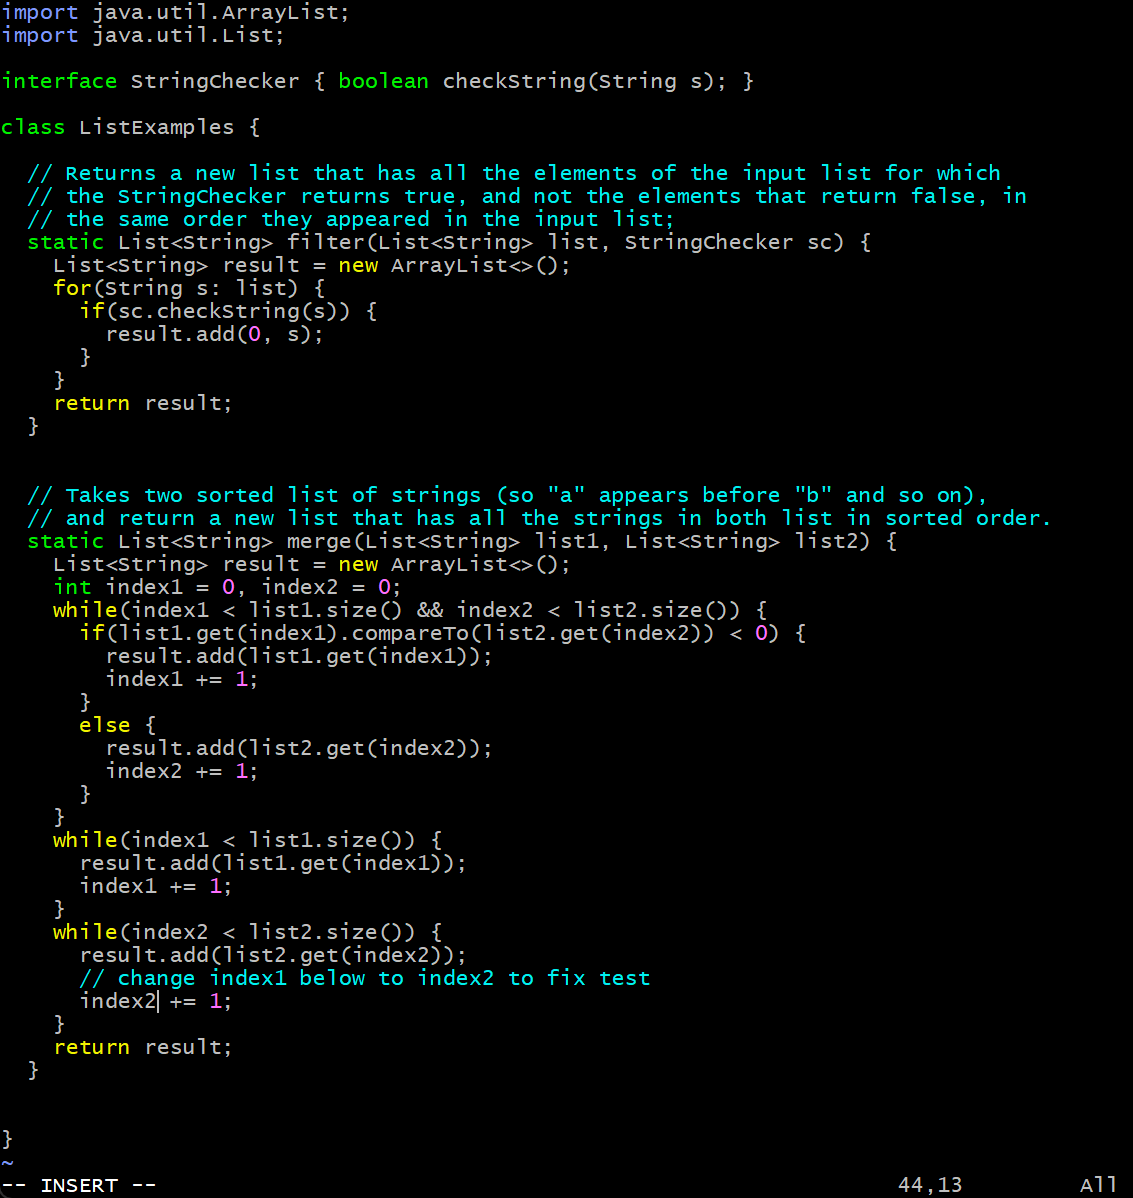 import java.util.ArrayList;
import java.util.List;

interface StringChecker { boolean checkString(String s); }

class ListExamples {

  // Returns a new list that has all the elements of the input list for which
  // the StringChecker returns true, and not the elements that return false, in
  // the same order they appeared in the input list;
  static List<String> filter(List<String> list, StringChecker sc) {
    List<String> result = new ArrayList<>();
    for(String s: list) {
      if(sc.checkString(s)) {
        result.add(0, s);
      }
    }
    return result;
  }


  // Takes two sorted list of strings (so "a" appears before "b" and so on),
  // and return a new list that has all the strings in both list in sorted order.
  static List<String> merge(List<String> list1, List<String> list2) {
    List<String> result = new ArrayList<>();
    int index1 = 0, index2 = 0;
    while(index1 < list1.size() && index2 < list2.size()) {
      if(list1.get(index1).compareTo(list2.get(index2)) < 0) {
        result.add(list1.get(index1));
        index1 += 1;
      }
      else {
        result.add(list2.get(index2));
        index2 += 1;
      }
    }
    while(index1 < list1.size()) {
      result.add(list1.get(index1));
      index1 += 1;
    }
    while(index2 < list2.size()) {
      result.add(list2.get(index2));
      // change index1 below to index2 to fix test
      index2 += 1;
    }
    return result;
  }


}
~
-- INSERT -- 44,13 All